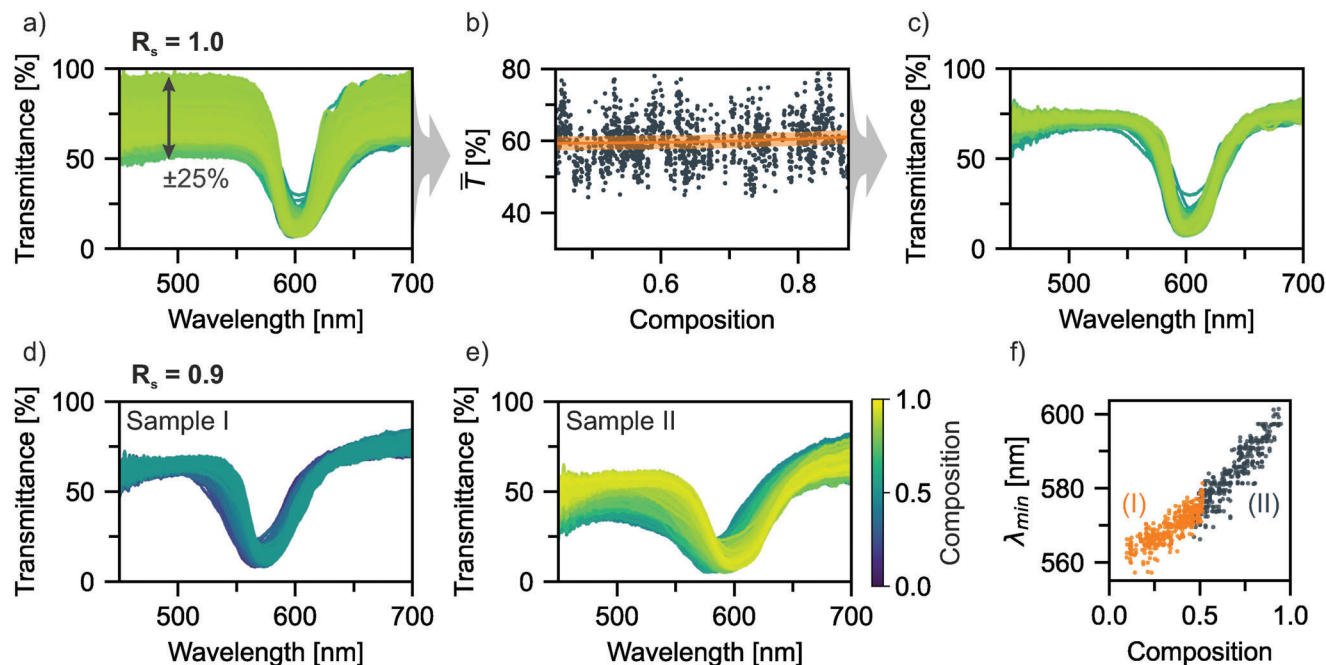 a)
R_s = 1.0
Transmittance [%]
100
50
0
±25%
500
600
700
Wavelength [nm]
b)
T̿ [%]
80
60
40
0.6
0.8
Composition
c)
Transmittance [%]
100
50
0
500
600
700
Wavelength [nm]
d)
R_s = 0.9
Transmittance [%]
100
50
0
Sample I
500
600
700
Wavelength [nm]
e)
Transmittance [%]
100
50
0
Sample II
500
600
700
Wavelength [nm]
1.0
0.5
0.0
Composition
f)
λ_min [nm]
600
580
560
(I)
(II)
0.0
0.5
1.0
Composition